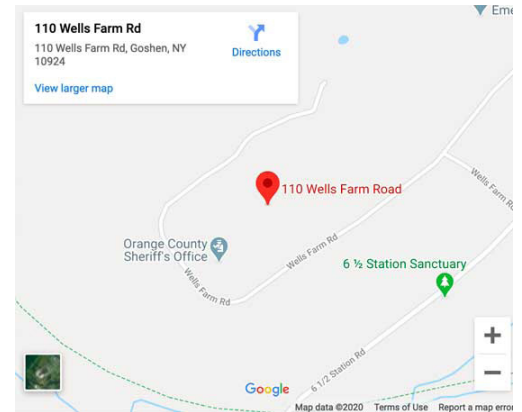 110 Wells Farm Rd
110 Wells Farm Rd, Goshen, NY
10924
Directions
View larger map
Eme
110 Wells Farm Road
Wells Farm Rd
Orange County
Sheriff's Office
Wells Farm Rd
6 ½ Station Sanctuary
Wells Farm Rd
6 1/2 Station Rd
Google
Map data ©2020 Terms of Use Report a map error